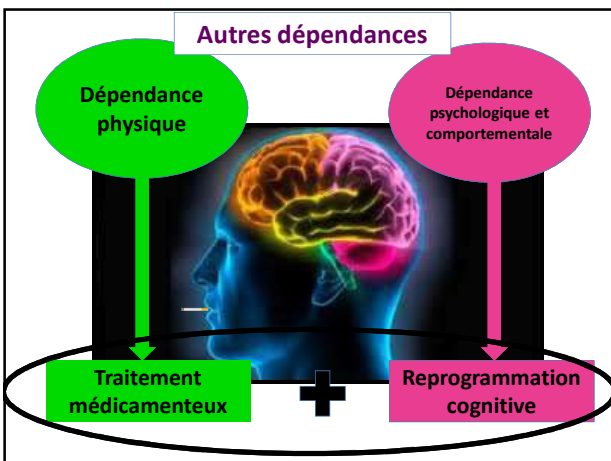 Autres dépendances
Dépendance
physique
Dépendance
psychologique et
comportementale
Traitement
médicamenteux
Reprogrammation
cognitive